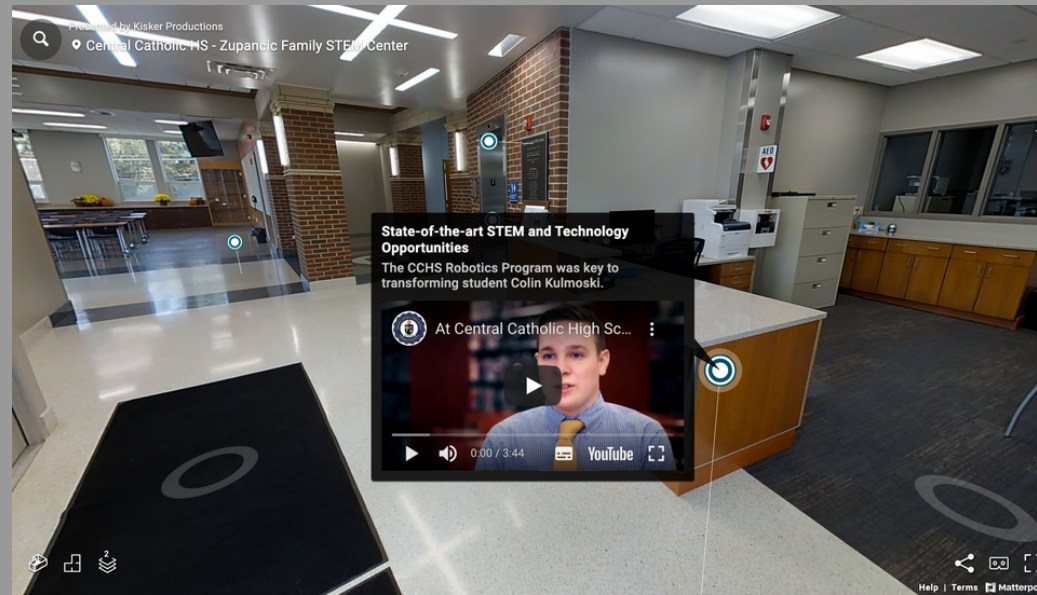 Presented by Kisker Productions
Central Catholic HS - Zupancic Family STEM Center
AED
State-of-the-art STEM and Technology
Opportunities
The CCHS Robotics Program was key to
transforming student Colin Kulmoski.
At Central Catholic High Sc...
0:00 / 3:44
YouTube
2
Help | Terms
Matterpo